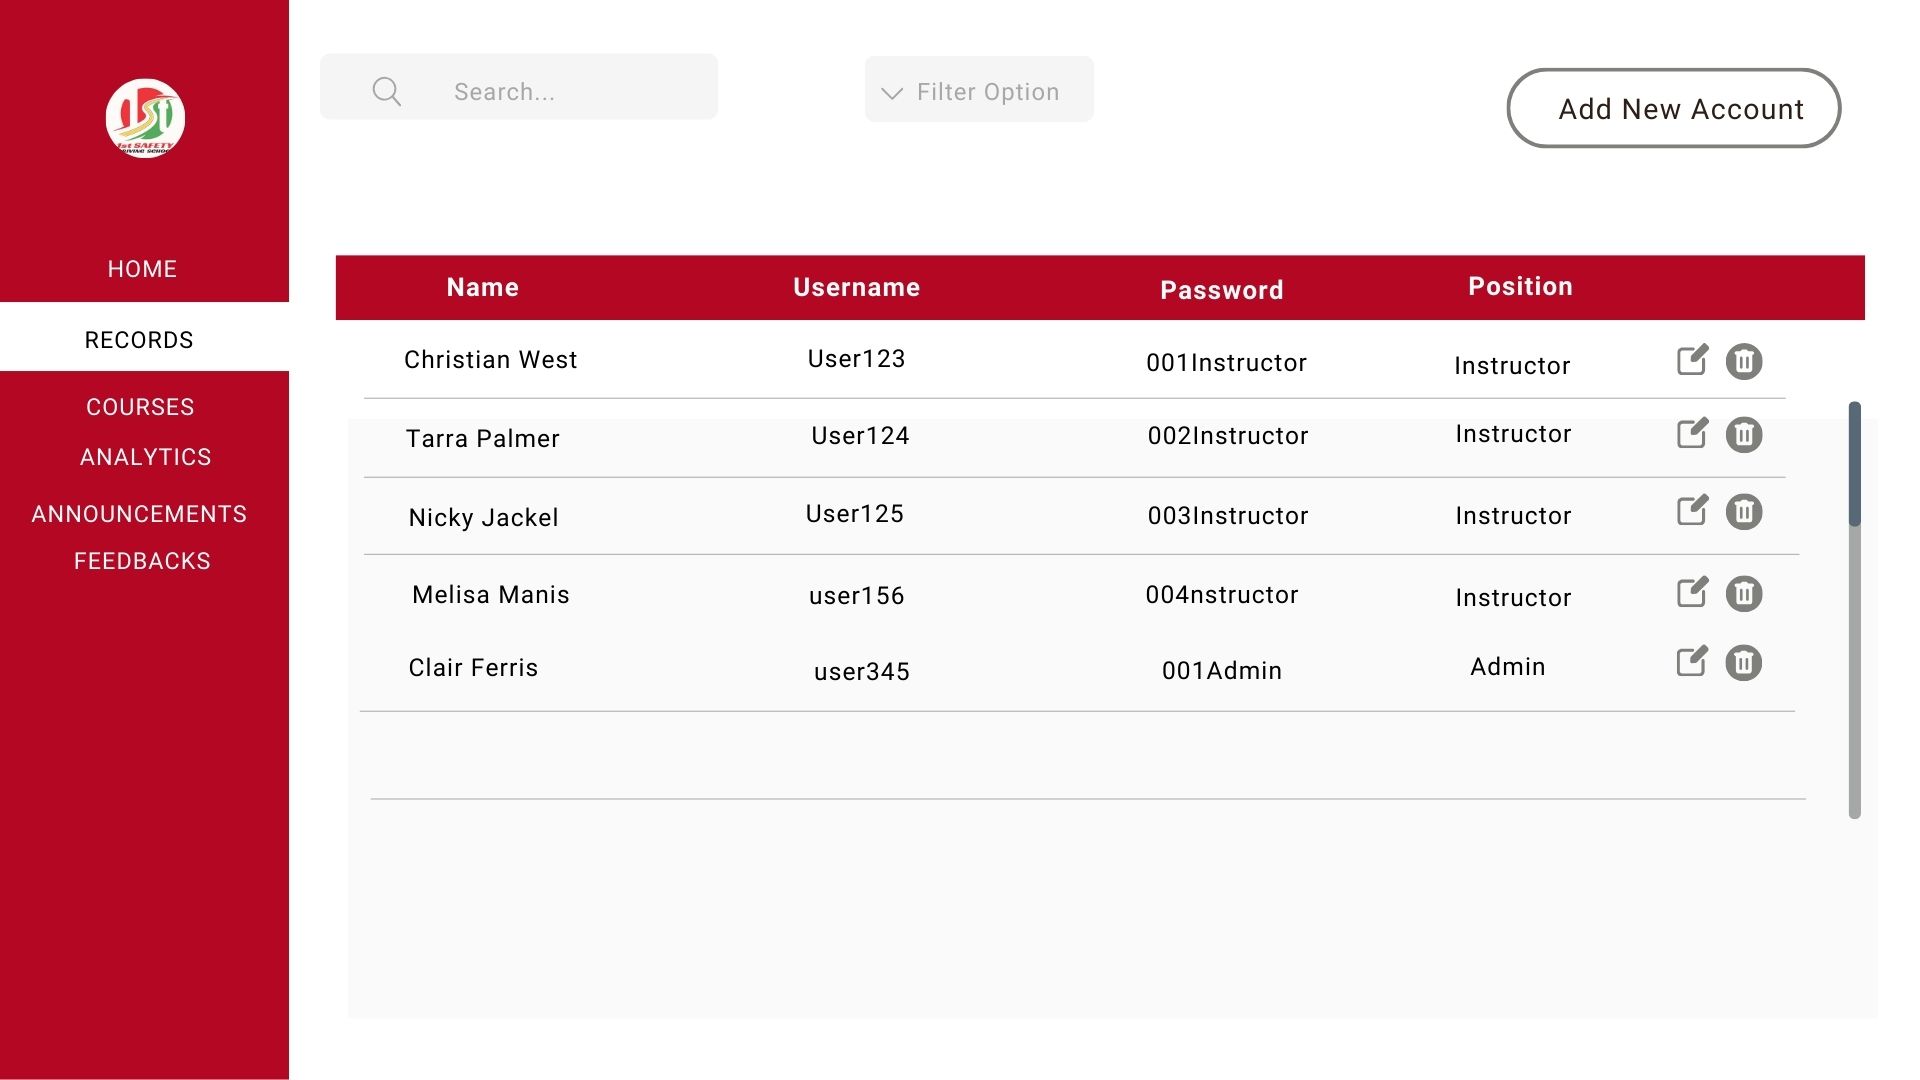 1st SAFETY
DRIVING SCHOOL
HOME
RECORDS
COURSES
ANALYTICS
ANNOUNCEMENTS
FEEDBACKS
Search...
Filter Option
Add New Account
Name Username Password Position
Christian West User123 001Instructor Instructor
Tarra Palmer User124 002Instructor Instructor
Nicky Jackel User125 003Instructor Instructor
Melisa Manis user156 004nstructor Instructor
Clair Ferris user345 001Admin Admin